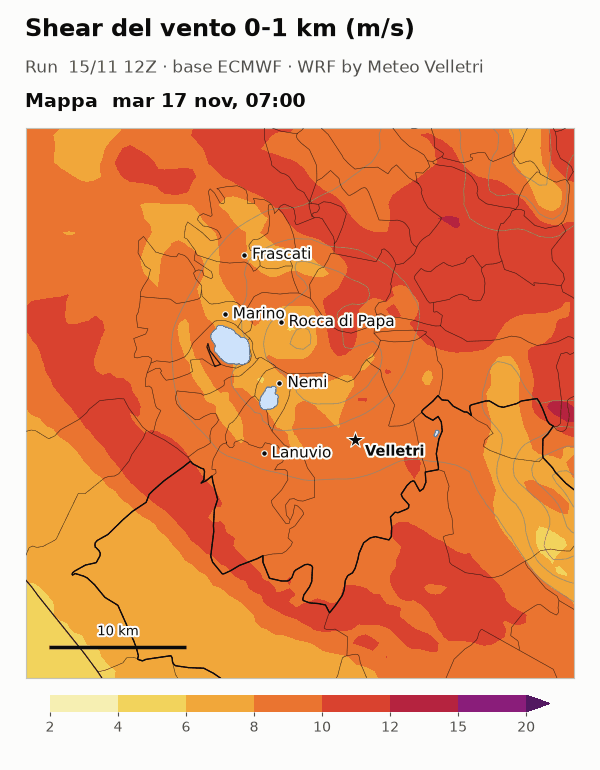 Shear del vento 0-1 km (m/s)
Run  15/11 12Z · base ECMWF · WRF by Meteo Velletri
Mappa  mar 17 nov, 07:00
Frascati
Marino
Rocca di Papa
Nemi
Velletri
Lanuvio
10 km
2 4 6 8 10 12 15 20